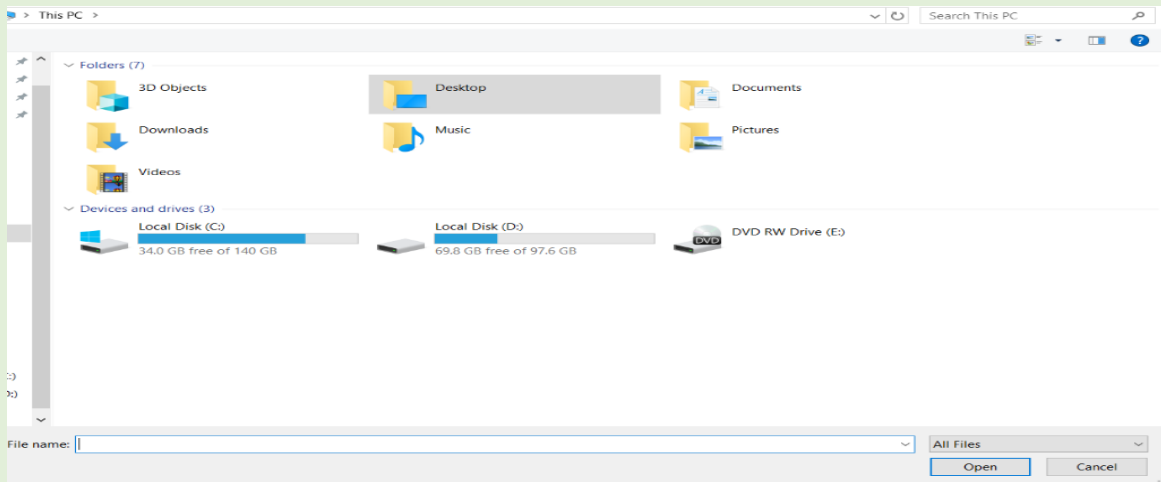 > This PC >
Search This PC
Folders (7)
3D Objects
Desktop
Documents
Downloads
Music
Pictures
Videos
Devices and drives (3)
Local Disk (C:)
34.0 GB free of 140 GB
Local Disk (D:)
69.8 GB free of 97.6 GB
DVD
DVD RW Drive (E:)
:)
):)
File name:
All Files
Open
Cancel